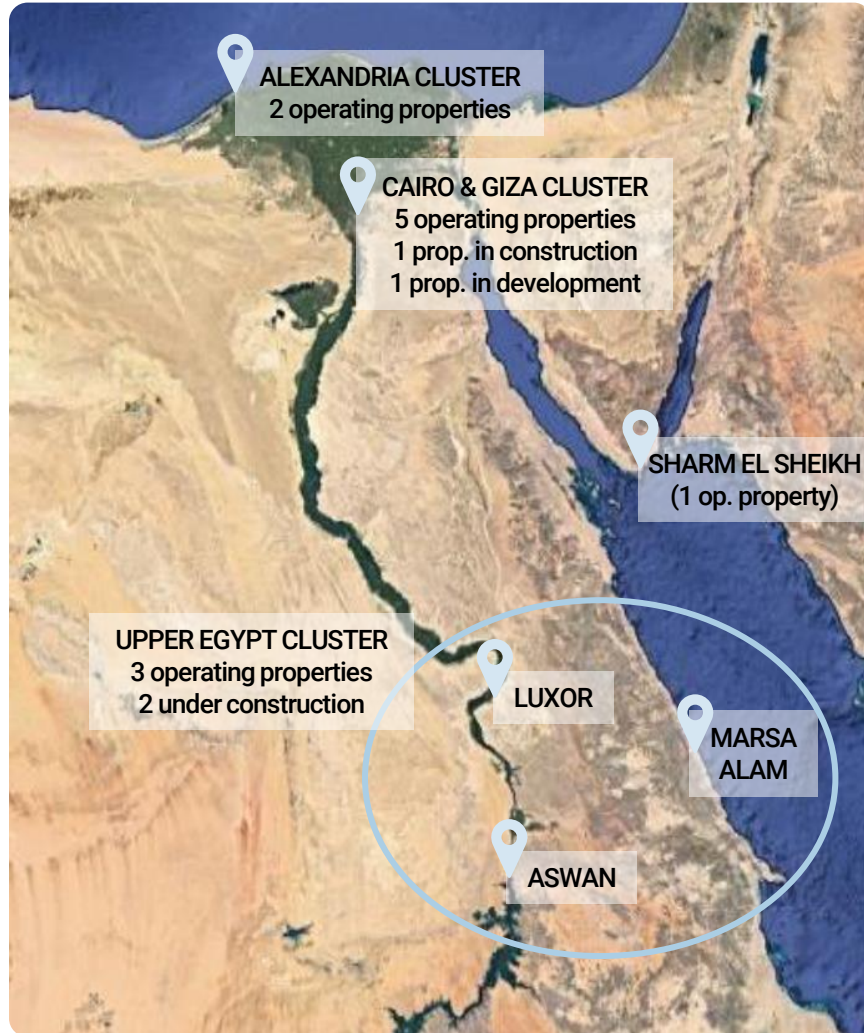 ALEXANDRIA CLUSTER
2 operating properties
CAIRO & GIZA CLUSTER
5 operating properties
1 prop. in construction
1 prop. in development
SHARM EL SHEIKH
(1 op. property)
UPPER EGYPT CLUSTER
3 operating properties
2 under construction
LUXOR
MARSA
ALAM
ASWAN